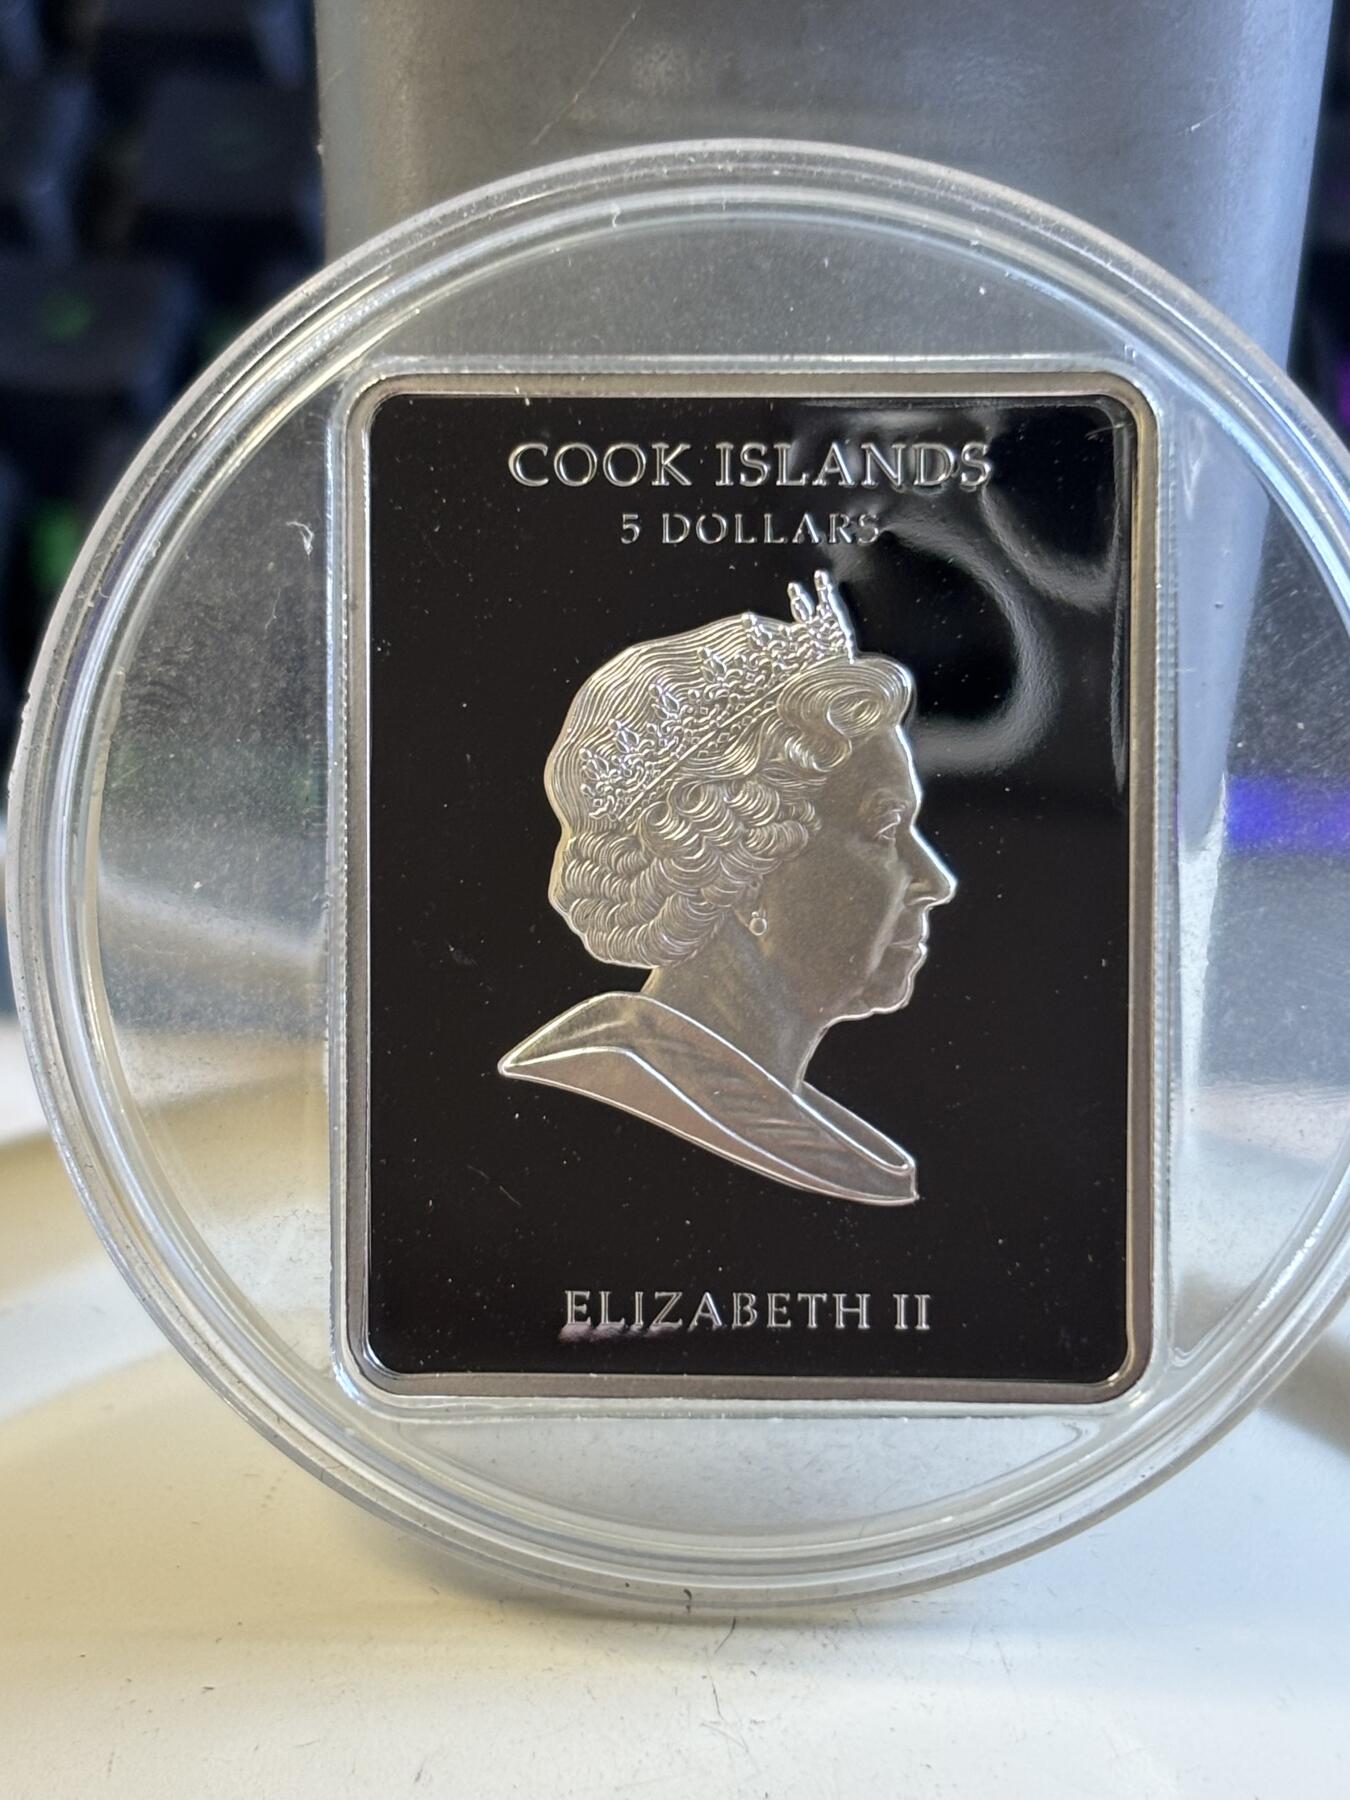 COOK ISLANDS
5 DOLLARS
ELIZABETH II